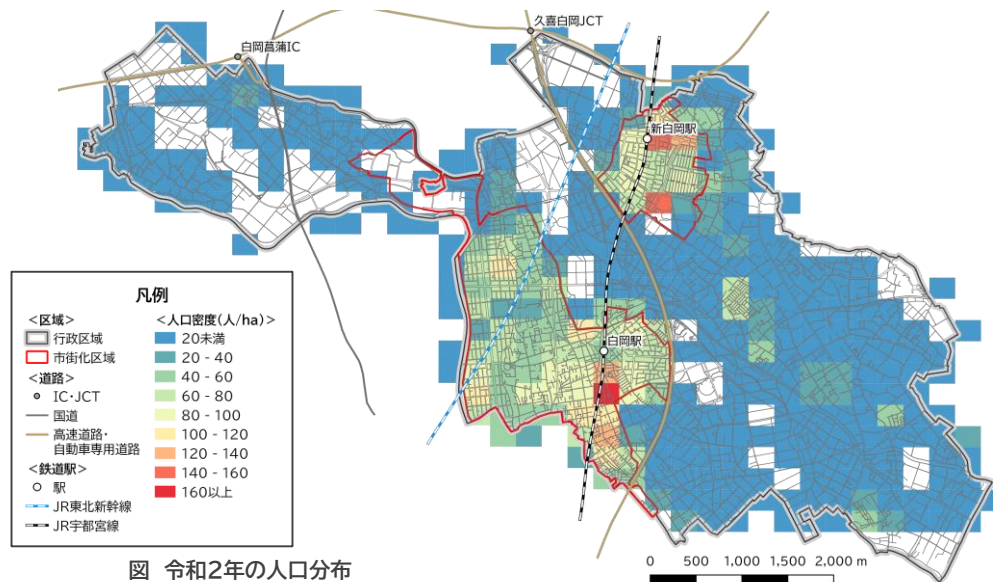 久喜白岡JCT
白岡菖蒲IC
新白岡駅
白岡駅
凡例
<区域>
行政区域
市街化区域
<道路>
IC・JCT
国道
高速道路・
自動車専用道路
<鉄道駅>
駅
JR東北新幹線
JR宇都宮線
<人口密度(人/ha)>
20未満
20 - 40
40 - 60
60 - 80
80 - 100
100 - 120
120 - 140
140 - 160
160以上
0 500 1,000 1,500 2,000 m
図 令和2年の人口分布